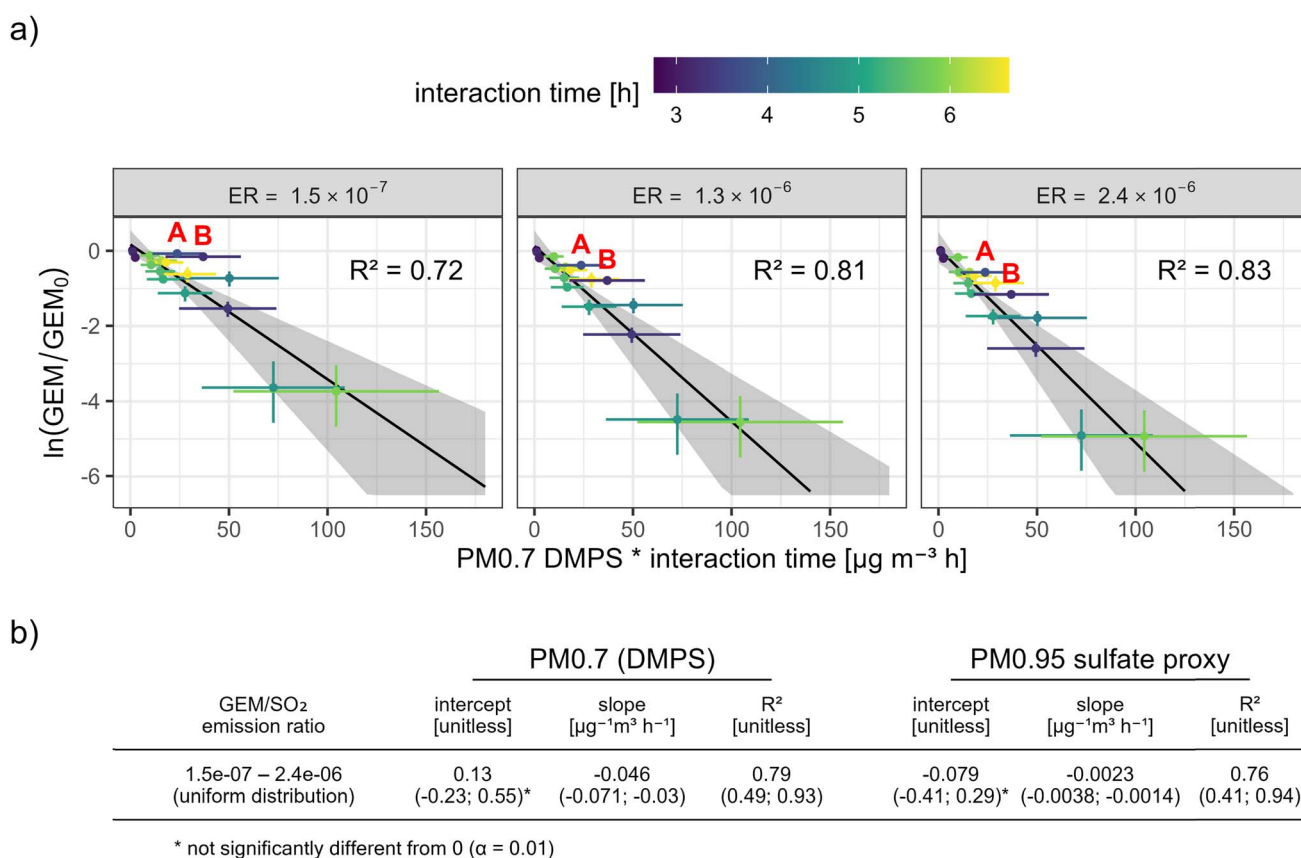 a)
interaction time [h]
3 4 5 6
ER = 1.5 × 10⁻⁷ ER = 1.3 × 10⁻⁶ ER = 2.4 × 10⁻⁶
A B A B A B
R² = 0.72 R² = 0.81 R² = 0.83
ln(GEM/GEM₀)
0
-2
-4
-6
0 50 100 150 0 50 100 150 0 50 100 150
PM0.7 DMPS * interaction time [µg m⁻³ h]
b)
PM0.7 (DMPS) PM0.95 sulfate proxy
GEM/SO₂ intercept slope R² intercept slope R²
emission ratio [unitless] [µg⁻¹m³ h⁻¹] [unitless] [unitless] [µg⁻¹m³ h⁻¹] [unitless]
1.5e-07 – 2.4e-06 0.13 -0.046 0.79 -0.079 -0.0023 0.76
(uniform distribution) (-0.23; 0.55)* (-0.071; -0.03) (0.49; 0.93) (-0.41; 0.29)* (-0.0038; -0.0014) (0.41; 0.94)
* not significantly different from 0 (α = 0.01)